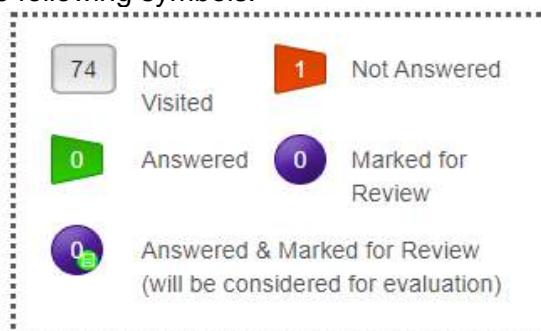 following symbols:
74 Not Visited
1 Not Answered
0 Answered
0 Marked for Review
0 Answered & Marked for Review
(will be considered for evaluation)